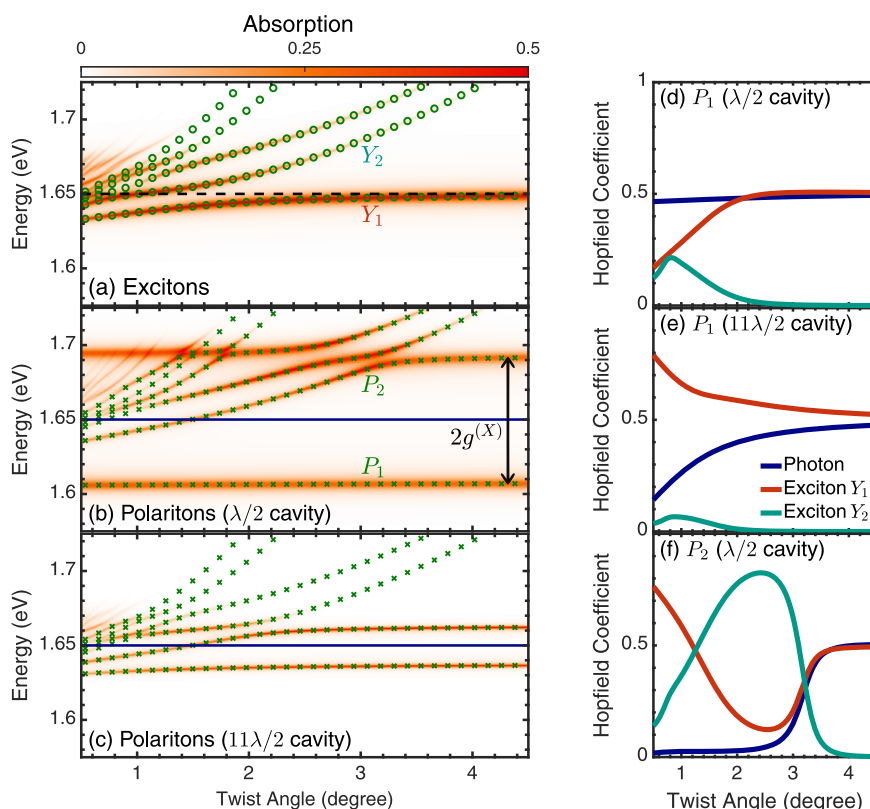 Absorption
0 0.25 0.5
1.7
1.65
1.6
Energy (eV)
Y₂
Y₁
(a) Excitons
1.7
1.65
1.6
Energy (eV)
P₂
2g^(X)
P₁
(b) Polaritons (λ/2 cavity)
1.7
1.65
1.6
Energy (eV)
(c) Polaritons (11λ/2 cavity)
1 2 3 4
Twist Angle (degree)
1
0.5
0
Hopfield Coefficient
(d) P₁ (λ/2 cavity)
0.5
0
Hopfield Coefficient
(e) P₁ (11λ/2 cavity)
Photon
Exciton Y₁
Exciton Y₂
0.5
0
Hopfield Coefficient
(f) P₂ (λ/2 cavity)
1 2 3 4
Twist Angle (degree)